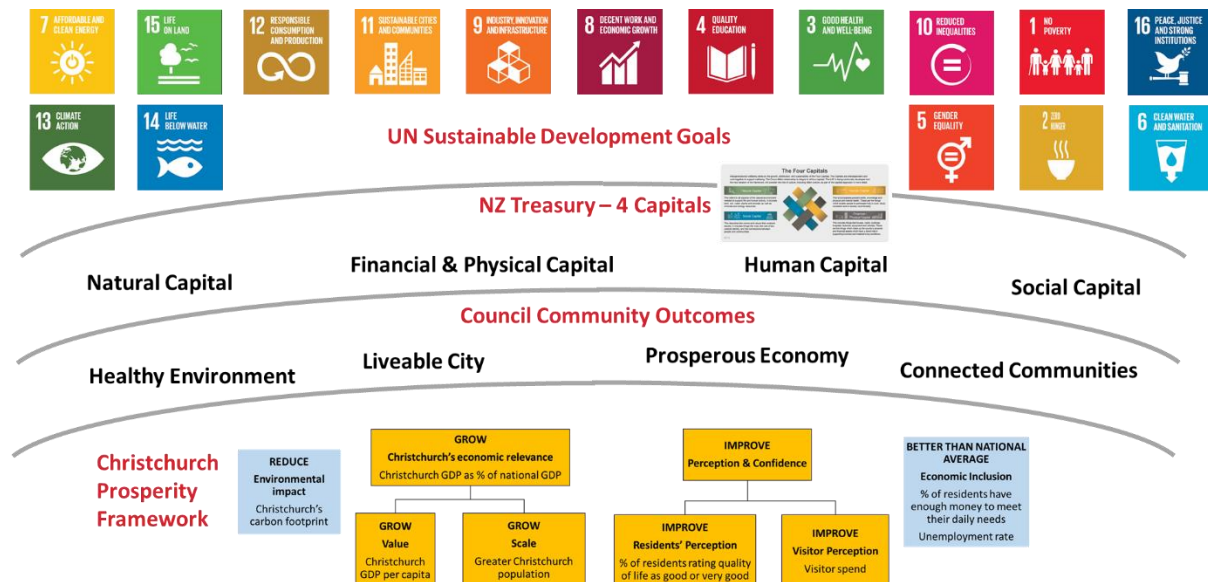 7 AFFORDABLE AND
CLEAN ENERGY
15 LIFE
ON LAND
12 RESPONSIBLE
CONSUMPTION
AND PRODUCTION
11 SUSTAINABLE CITIES
AND COMMUNITIES
9 INDUSTRY, INNOVATION
AND INFRASTRUCTURE
8 DECENT WORK AND
ECONOMIC GROWTH
4 QUALITY
EDUCATION
3 GOOD HEALTH
AND WELL-BEING
10 REDUCED
INEQUALITIES
1 NO
POVERTY
16 PEACE, JUSTICE
AND STRONG
INSTITUTIONS
13 CLIMATE
ACTION
14 LIFE
BELOW WATER
5 GENDER
EQUALITY
2 ZERO
HUNGER
6 CLEAN WATER
AND SANITATION
UN Sustainable Development Goals
The Four Capitals
NZ Treasury – 4 Capitals
Natural Capital
Financial & Physical Capital
Human Capital
Social Capital
Council Community Outcomes
Healthy Environment
Liveable City
Prosperous Economy
Connected Communities
Christchurch
Prosperity
Framework
REDUCE
Environmental
impact
Christchurch's
carbon footprint
GROW
Christchurch's economic relevance
Christchurch GDP as % of national GDP
GROW
Value
Christchurch
GDP per capita
GROW
Scale
Greater Christchurch
population
IMPROVE
Perception & Confidence
IMPROVE
Residents' Perception
% of residents rating quality
of life as good or very good
IMPROVE
Visitor Perception
Visitor spend
BETTER THAN NATIONAL
AVERAGE
Economic Inclusion
% of residents have
enough money to meet
their daily needs
Unemployment rate